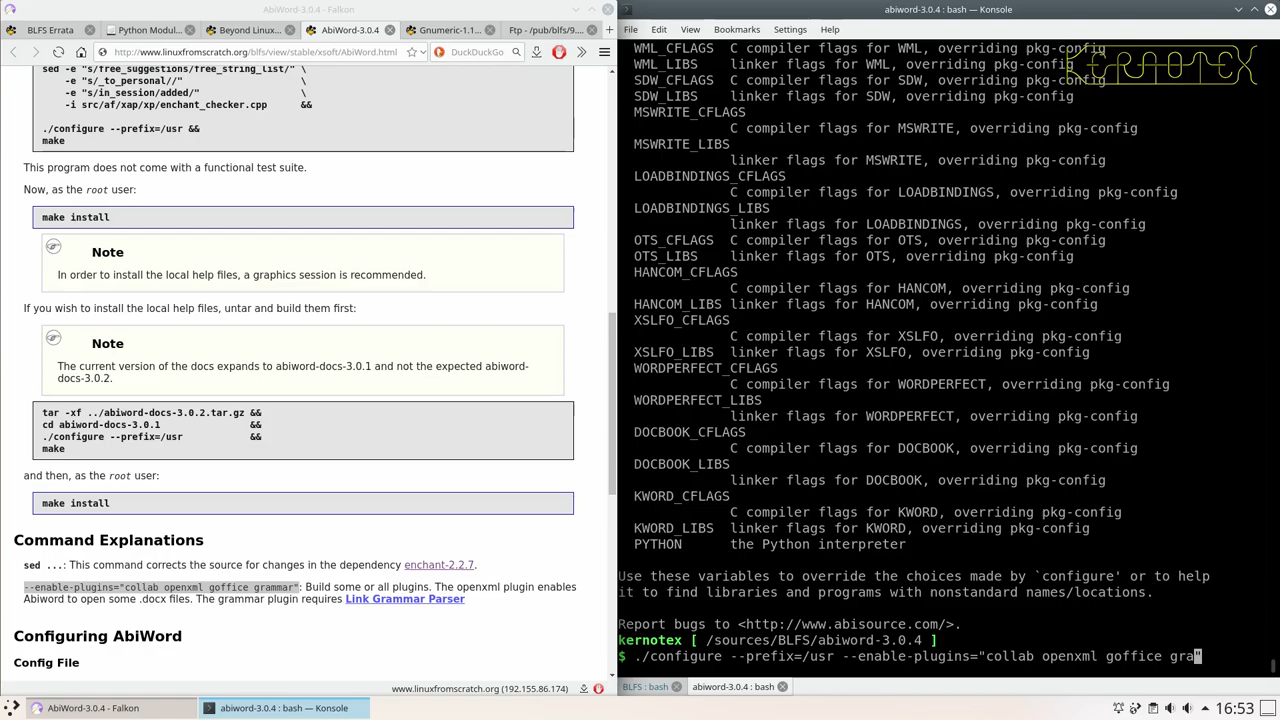 AbiWord-3.0.4 - Falkon
BLFS Errata
Python Modul...
Beyond Linux...
AbiWord-3.0.4
Gnumeric-1.1...
Ftp - /pub/blfs/9....
http://www.linuxfromscratch.org/blfs/view/stable/xsoft/AbiWord.html
DuckDuckGo
sed -e "s/free_suggestions/free_string_list/" \
-e "s/_to_personal//" \
-e "s/in_session/added/" \
-i src/af/xap/xp/enchant_checker.cpp &&
./configure --prefix=/usr &&
make
This program does not come with a functional test suite.
Now, as the root user:
make install
Note
In order to install the local help files, a graphics session is recommended.
If you wish to install the local help files, untar and build them first:
Note
The current version of the docs expands to abiword-docs-3.0.1 and not the expected abiword-
docs-3.0.2.
tar -xf ../abiword-docs-3.0.2.tar.gz &&
cd abiword-docs-3.0.1 &&
./configure --prefix=/usr &&
make
and then, as the root user:
make install
Command Explanations
sed ...: This command corrects the source for changes in the dependency enchant-2.2.7.
--enable-plugins="collab openxml goffice grammar": Build some or all plugins. The openxml plugin enables
Abiword to open some .docx files. The grammar plugin requires Link Grammar Parser
Configuring AbiWord
Config File
www.linuxfromscratch.org (192.155.86.174)
abiword-3.0.4 : bash — Konsole
File Edit View Bookmarks Settings Help
KERNOTEX
WML_CFLAGS C compiler flags for WML, overriding pkg-config
WML_LIBS linker flags for WML, overriding pkg-config
SDW_CFLAGS C compiler flags for SDW, overriding pkg-config
SDW_LIBS linker flags for SDW, overriding pkg-config
MSWRITE_CFLAGS
C compiler flags for MSWRITE, overriding pkg-config
MSWRITE_LIBS
linker flags for MSWRITE, overriding pkg-config
LOADBINDINGS_CFLAGS
C compiler flags for LOADBINDINGS, overriding pkg-config
LOADBINDINGS_LIBS
linker flags for LOADBINDINGS, overriding pkg-config
OTS_CFLAGS C compiler flags for OTS, overriding pkg-config
OTS_LIBS linker flags for OTS, overriding pkg-config
HANCOM_CFLAGS
C compiler flags for HANCOM, overriding pkg-config
HANCOM_LIBS linker flags for HANCOM, overriding pkg-config
XSLFO_CFLAGS
C compiler flags for XSLFO, overriding pkg-config
XSLFO_LIBS linker flags for XSLFO, overriding pkg-config
WORDPERFECT_CFLAGS
C compiler flags for WORDPERFECT, overriding pkg-config
WORDPERFECT_LIBS
linker flags for WORDPERFECT, overriding pkg-config
DOCBOOK_CFLAGS
C compiler flags for DOCBOOK, overriding pkg-config
DOCBOOK_LIBS
linker flags for DOCBOOK, overriding pkg-config
KWORD_CFLAGS
C compiler flags for KWORD, overriding pkg-config
KWORD_LIBS linker flags for KWORD, overriding pkg-config
PYTHON the Python interpreter
Use these variables to override the choices made by `configure' or to help
it to find libraries and programs with nonstandard names/locations.
Report bugs to <http://www.abisource.com/>.
kernotex [ /sources/BLFS/abiword-3.0.4 ]
$ ./configure --prefix=/usr --enable-plugins="collab openxml goffice gra"
BLFS : bash
abiword-3.0.4 : bash
AbiWord-3.0.4 - Falkon
abiword-3.0.4 : bash — Konsole
16:53